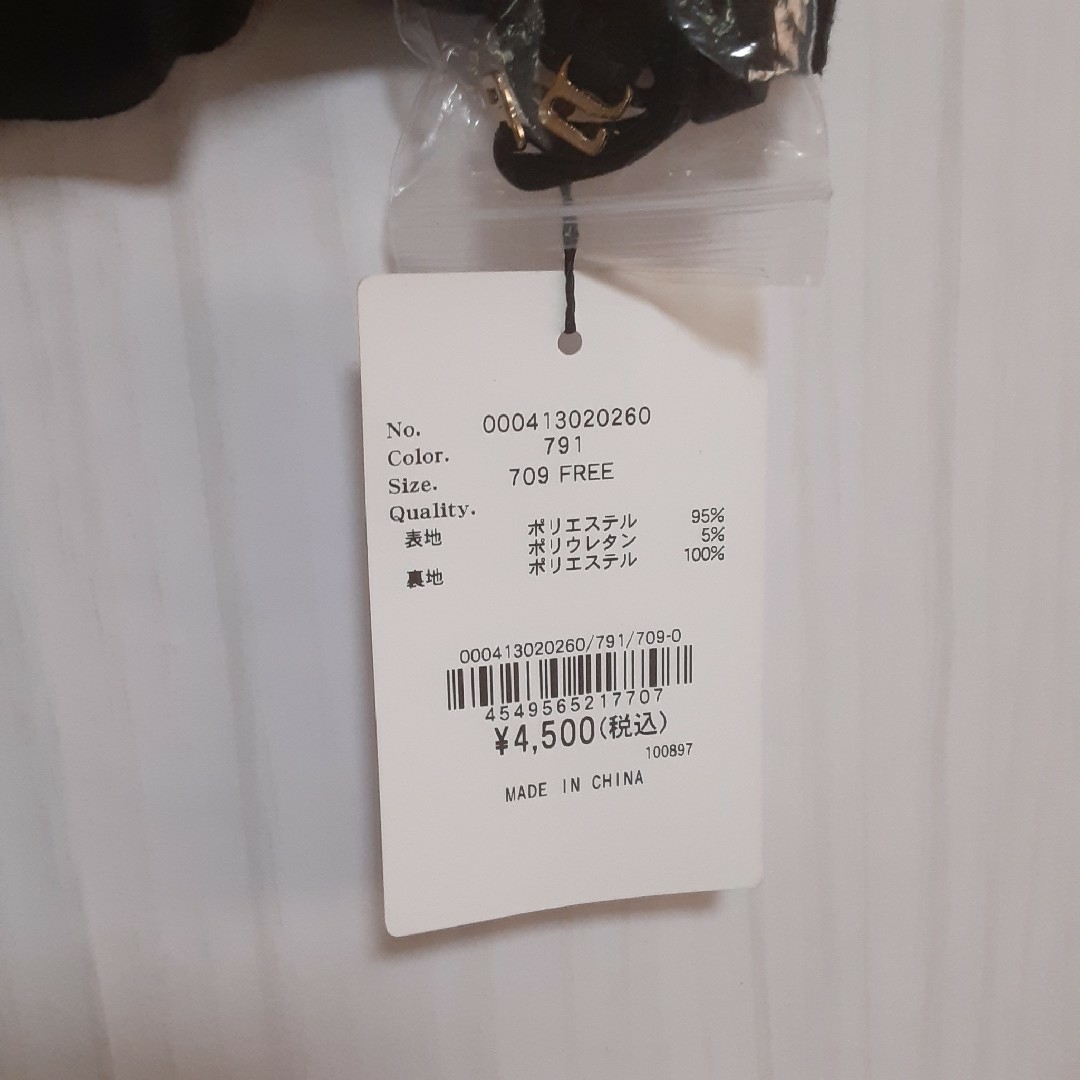 No. 000413020260
Color. 791
Size. 709 FREE
Quality.
表地 ポリエステル 95%
ポリウレタン 5%
裏地 ポリエステル 100%
000413020260/791/709-0
4549565217707
¥4,500(税込)
100897
MADE IN CHINA